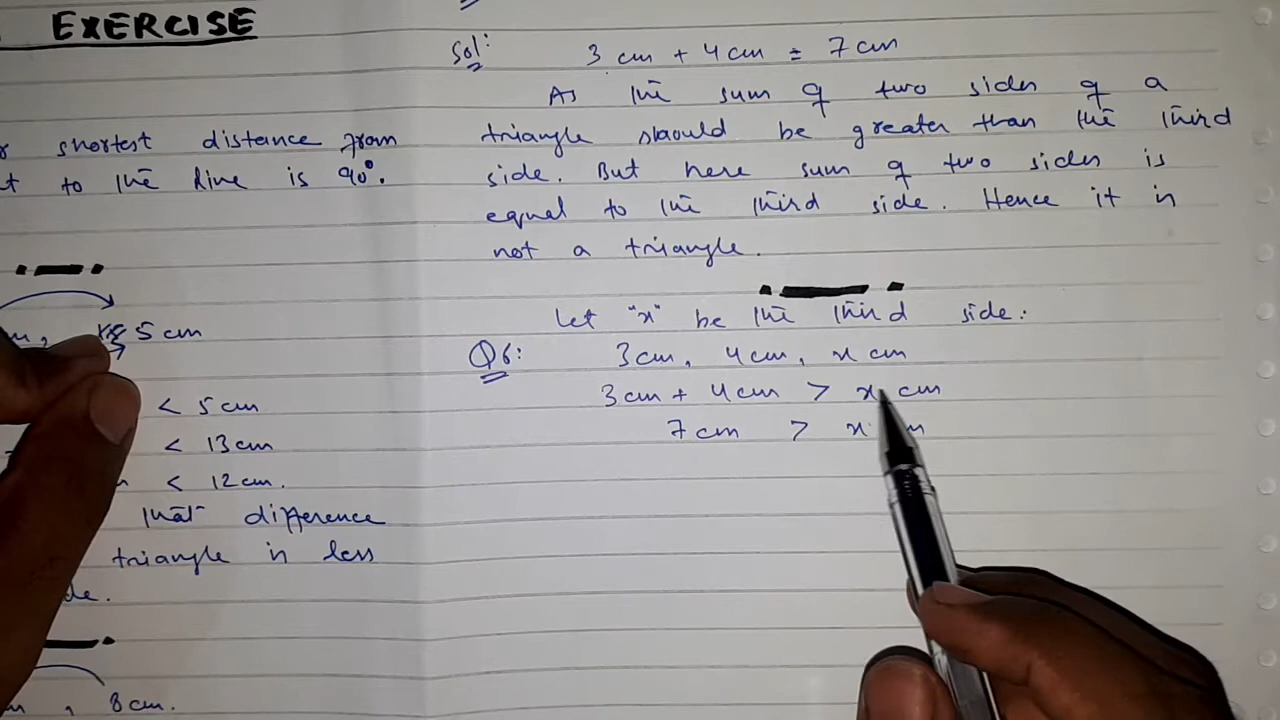 EXERCISE
shortest distance from
to the line is 90°.
5 cm
< 5 cm
< 13 cm
< 12 cm.
that difference
triangle is less
8 cm.
Sol:
3 cm + 4 cm = 7 cm
As the sum of two sides of a
triangle should be greater than the third
side. But here sum of two sides is
equal to the third side. Hence it is
not a triangle.
Let "x" be the third side.
Q6: 3 cm, 4 cm, x cm
3 cm + 4 cm > x cm
7 cm > x